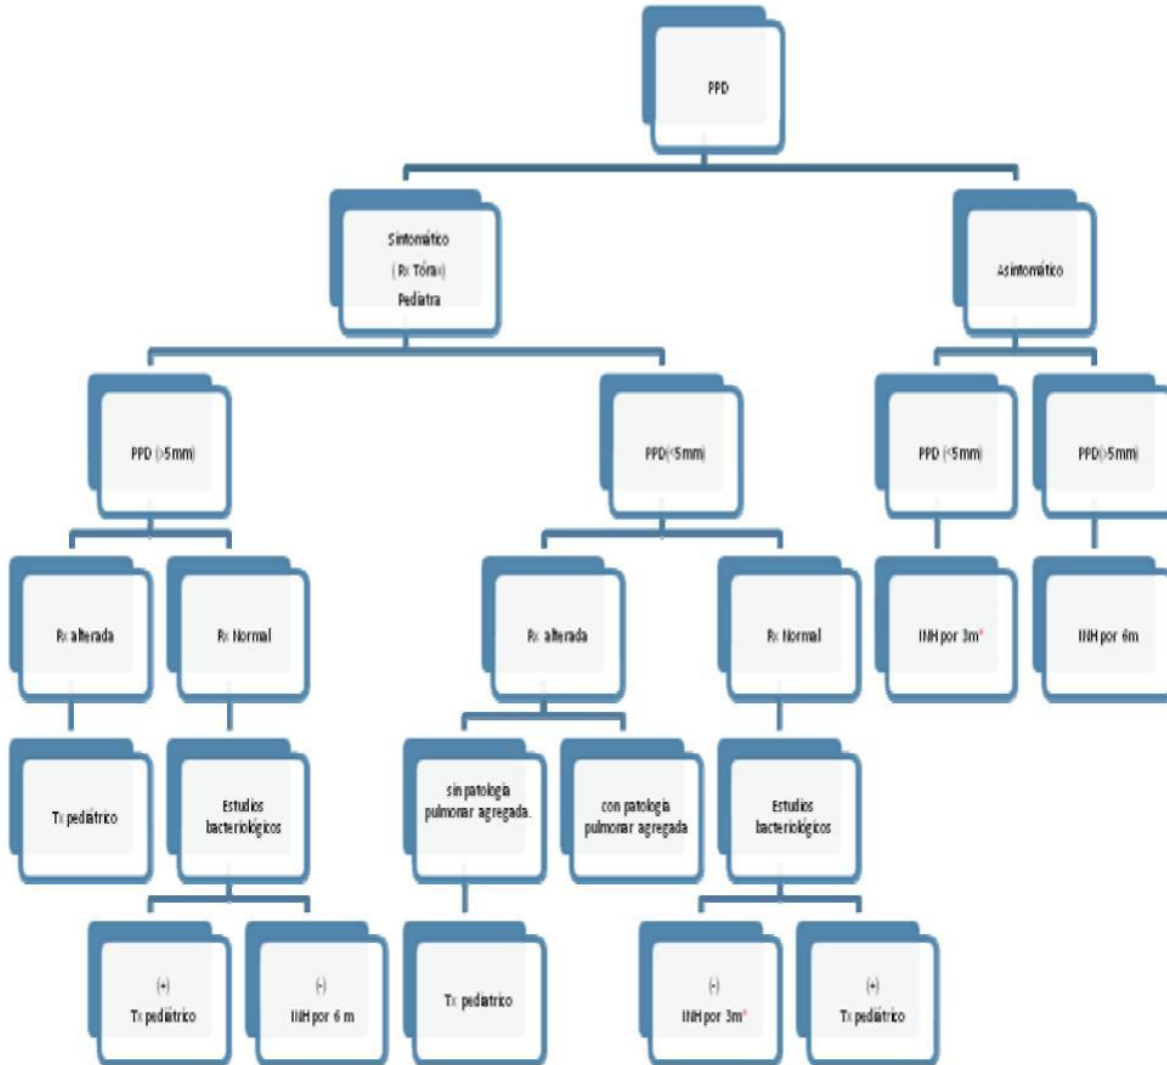 PPD
Sintomático
( Rx Tórax)
Pediatra
Asintomático
PPD (>5mm)
PPD(<5mm)
PPD (<5mm)
PPD(>5mm)
Rx alterada
Rx Normal
Rx alterada
Rx Normal
INH por 3m*
INH por 6m
Tx pediátrico
Estudios
bacteriológicos
sin patología
pulmonar agregada.
con patología
pulmonar agregada
Estudios
bacteriológicos
(+)
Tx pediátrico
(-)
INH por 6 m
Tx pediátrico
(-)
INH por 3m*
(+)
Tx pediátrico